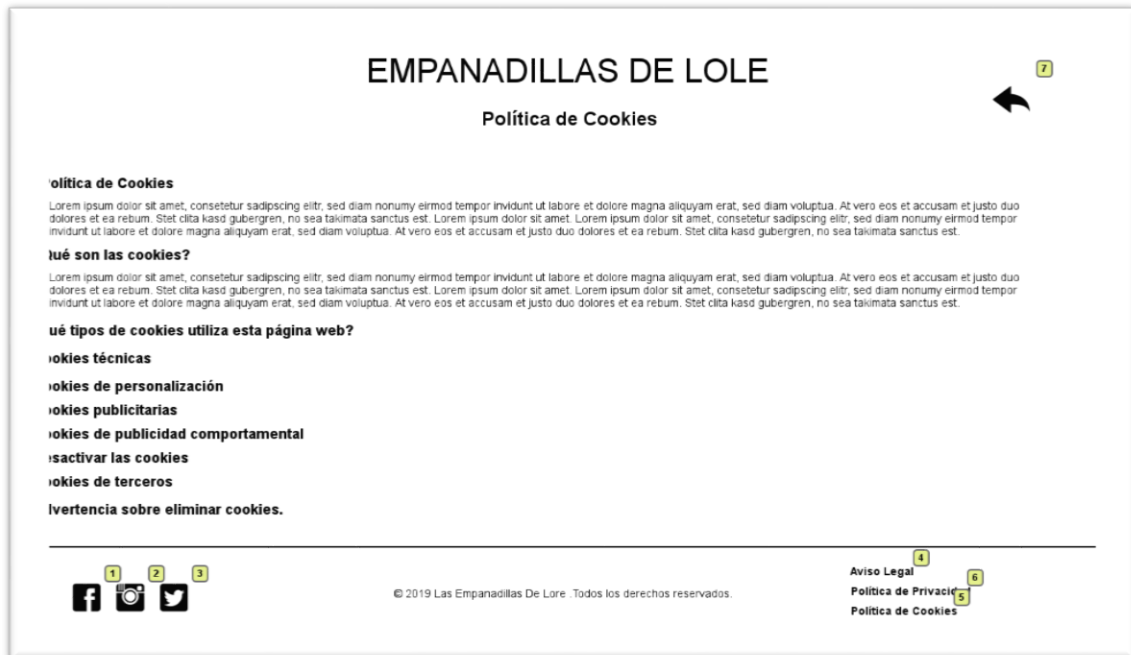 EMPANADILLAS DE LOLE
7
Política de Cookies
olítica de Cookies
Lorem ipsum dolor sit amet, consetetur sadipscing elitr, sed diam nonumy eirmod tempor invidunt ut labore et dolore magna aliquyam erat, sed diam voluptua. At vero eos et accusam et justo duo
dolores et ea rebum. Stet clita kasd gubergren, no sea takimata sanctus est. Lorem ipsum dolor sit amet. Lorem ipsum dolor sit amet, consetetur sadipscing elitr, sed diam nonumy eirmod tempor
invidunt ut labore et dolore magna aliquyam erat, sed diam voluptua. At vero eos et accusam et justo duo dolores et ea rebum. Stet clita kasd gubergren, no sea takimata sanctus est.
Qué son las cookies?
Lorem ipsum dolor sit amet, consetetur sadipscing elitr, sed diam nonumy eirmod tempor invidunt ut labore et dolore magna aliquyam erat, sed diam voluptua. At vero eos et accusam et justo duo
dolores et ea rebum. Stet clita kasd gubergren, no sea takimata sanctus est. Lorem ipsum dolor sit amet. Lorem ipsum dolor sit amet, consetetur sadipscing elitr, sed diam nonumy eirmod tempor
invidunt ut labore et dolore magna aliquyam erat, sed diam voluptua. At vero eos et accusam et justo duo dolores et ea rebum. Stet clita kasd gubergren, no sea takimata sanctus est.
ué tipos de cookies utiliza esta página web?
ookies técnicas
ookies de personalización
ookies publicitarias
ookies de publicidad comportamental
esactivar las cookies
ookies de terceros
dvertencia sobre eliminar cookies.
1 2 3
© 2019 Las Empanadillas De Lore .Todos los derechos reservados.
4
Aviso Legal
6
Política de Privacidad
5
Política de Cookies